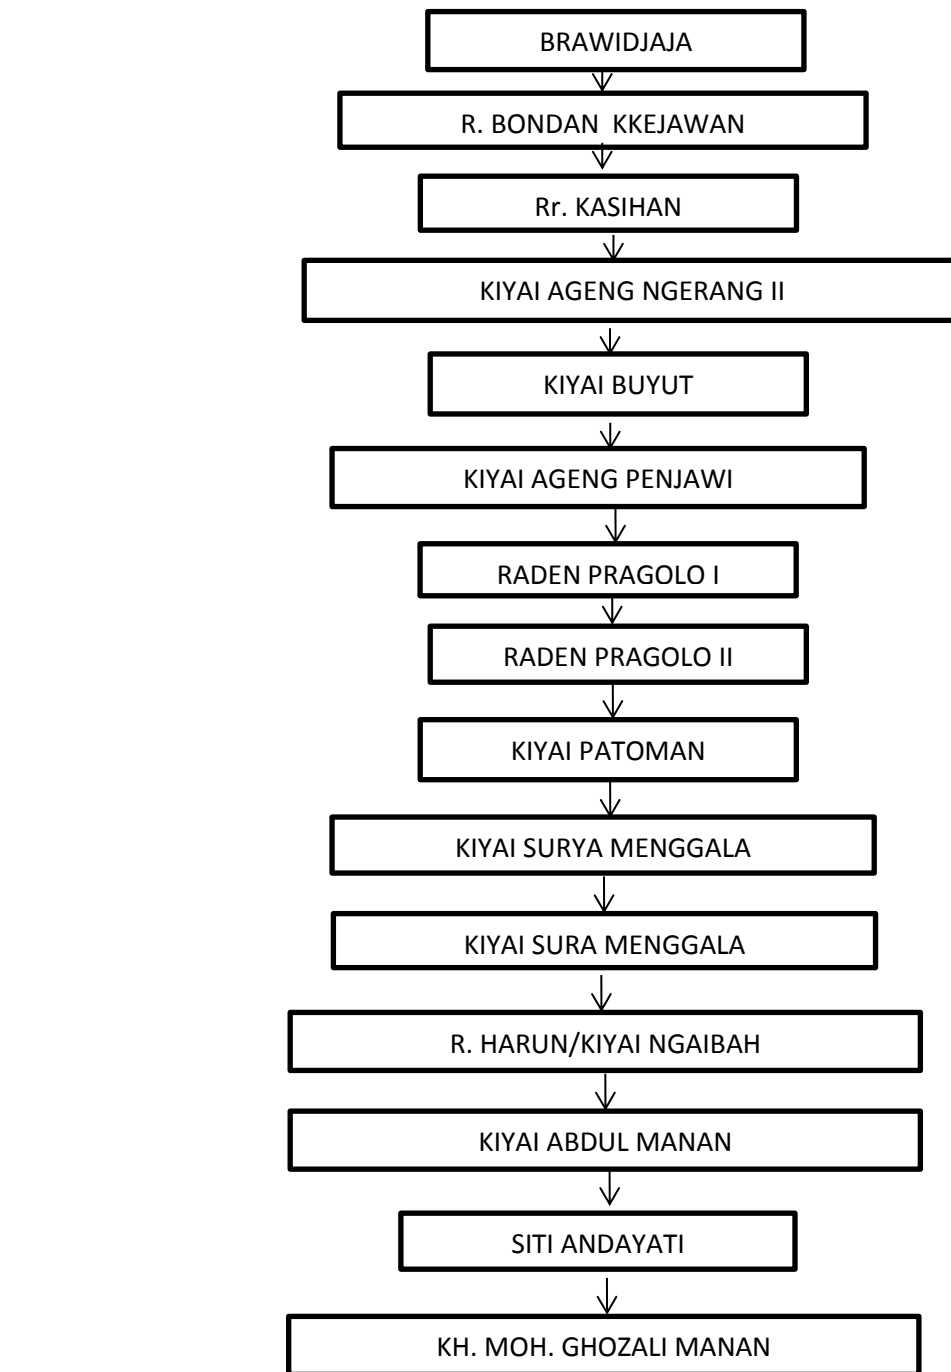 BRAWIDJAJA
R. BONDAN KKEJAWAN
Rr. KASIHAN
KIYAI AGENG NGERANG II
KIYAI BUYUT
KIYAI AGENG PENJAWI
RADEN PRAGOLO I
RADEN PRAGOLO II
KIYAI PATOMAN
KIYAI SURYA MENGGALA
KIYAI SURA MENGGALA
R. HARUN/KIYAI NGAIBAH
KIYAI ABDUL MANAN
SITI ANDAYATI
KH. MOH. GHOZALI MANAN